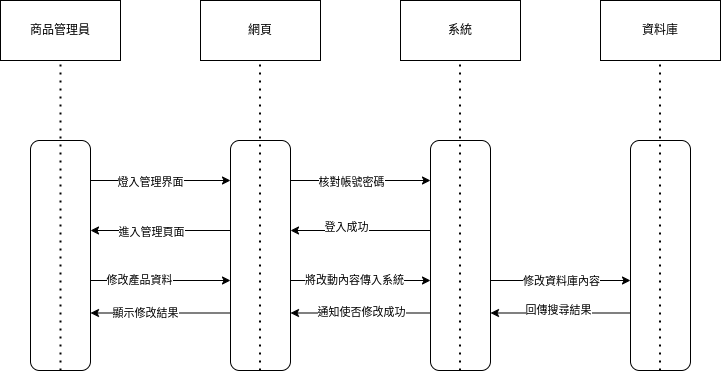 商品管理員
網頁
系統
資料庫
燈入管理界面
核對帳號密碼
進入管理頁面
登入成功
修改產品資料
將改動內容傳入系統
修改資料庫內容
顯示修改結果
通知使否修改成功
回傳搜尋結果